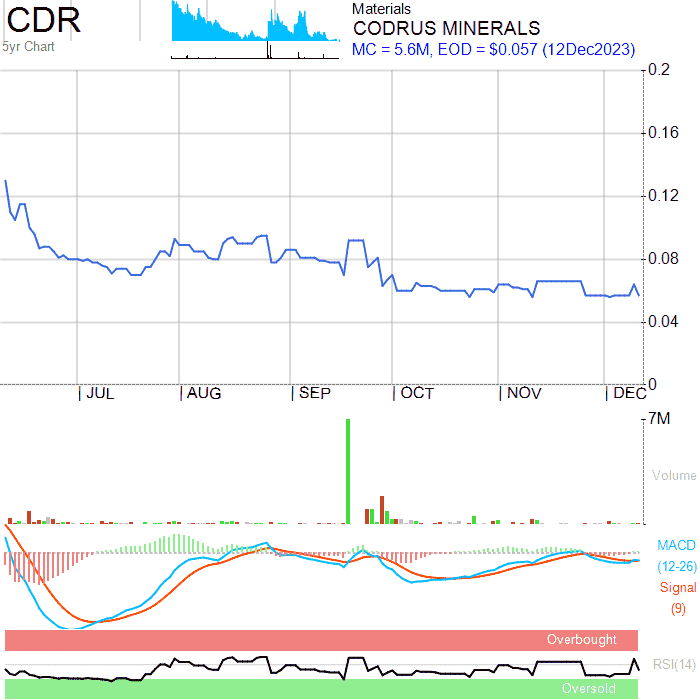 CDR
5yr Chart
Materials
CODRUS MINERALS
MC = 5.6M, EOD = $0.057 (12Dec2023)
0.2
0.16
0.12
0.08
0.04
0
| JUL | AUG | SEP | OCT | NOV | DEC
7M
Volume
MACD
(12-26)
Signal
(9)
Overbought
RSI(14)
Oversold